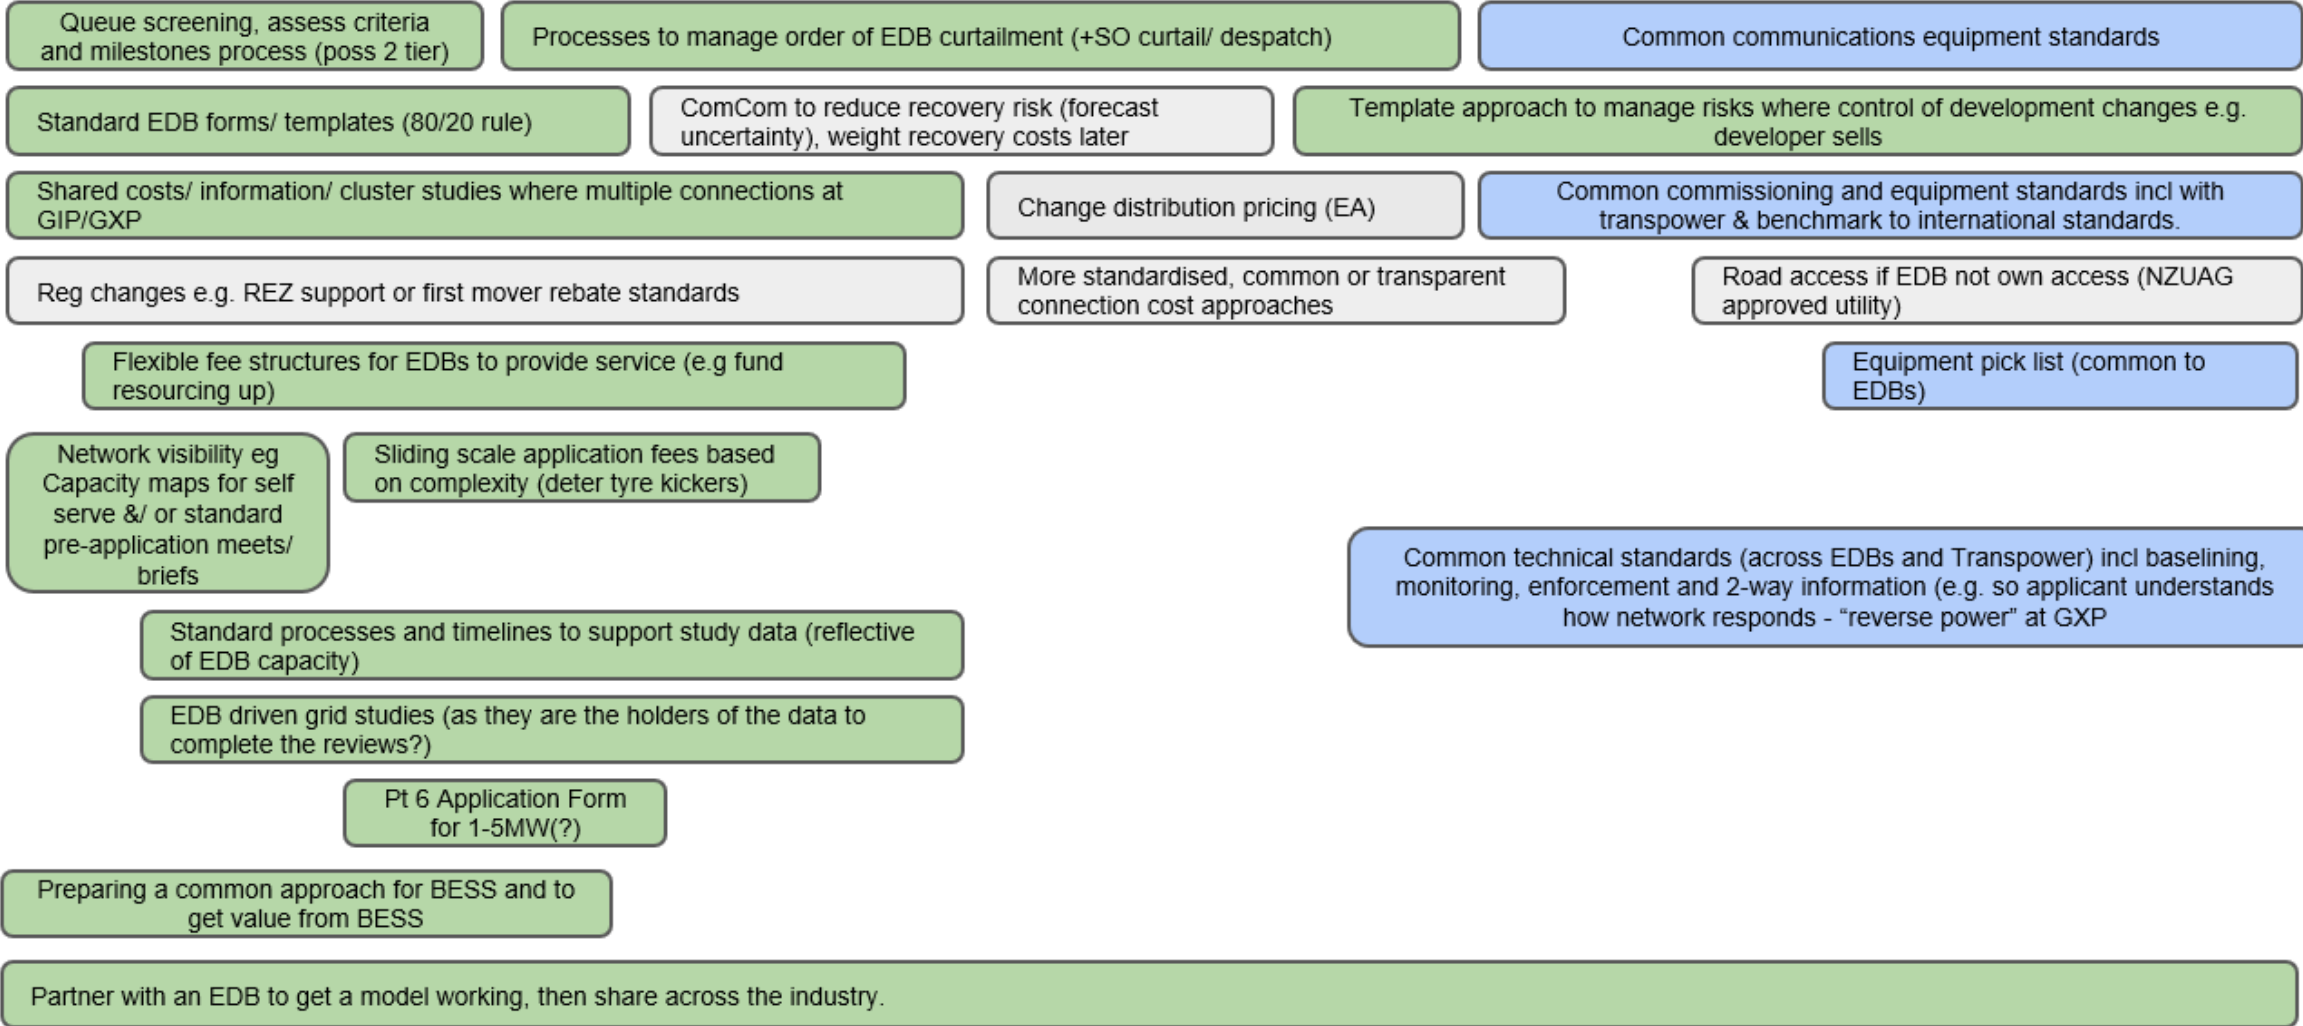 Queue screening, assess criteria
and milestones process (poss 2 tier)
Processes to manage order of EDB curtailment (+SO curtail/ despatch)
Common communications equipment standards
Standard EDB forms/ templates (80/20 rule)
ComCom to reduce recovery risk (forecast
uncertainty), weight recovery costs later
Template approach to manage risks where control of development changes e.g.
developer sells
Shared costs/ information/ cluster studies where multiple connections at
GIP/GXP
Change distribution pricing (EA)
Common commissioning and equipment standards incl with
transpower & benchmark to international standards.
Reg changes e.g. REZ support or first mover rebate standards
More standardised, common or transparent
connection cost approaches
Road access if EDB not own access (NZUAG
approved utility)
Flexible fee structures for EDBs to provide service (e.g fund
resourcing up)
Equipment pick list (common to
EDBs)
Network visibility eg
Capacity maps for self
serve &/ or standard
pre-application meets/
briefs
Sliding scale application fees based
on complexity (deter tyre kickers)
Common technical standards (across EDBs and Transpower) incl baselining,
monitoring, enforcement and 2-way information (e.g. so applicant understands
how network responds - “reverse power” at GXP
Standard processes and timelines to support study data (reflective
of EDB capacity)
EDB driven grid studies (as they are the holders of the data to
complete the reviews?)
Pt 6 Application Form
for 1-5MW(?)
Preparing a common approach for BESS and to
get value from BESS
Partner with an EDB to get a model working, then share across the industry.